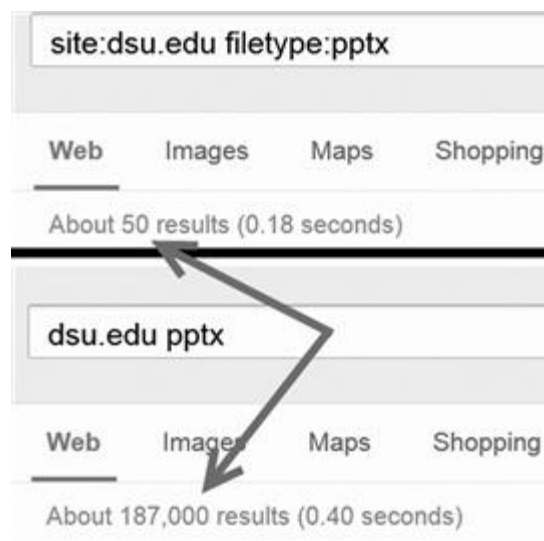 site:dsu.edu filetype:pptx
Web Images Maps Shopping
About 50 results (0.18 seconds)
dsu.edu pptx
Web Images Maps Shopping
About 187,000 results (0.40 seconds)